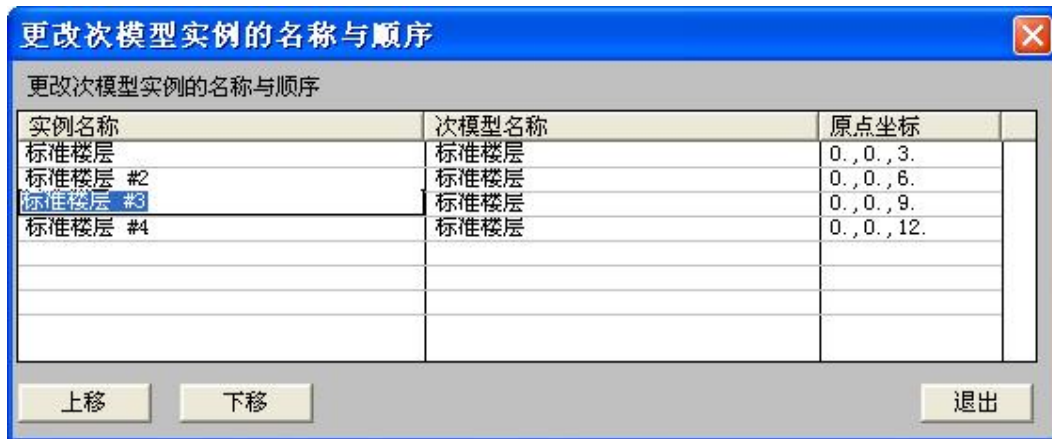 更改次模型实例的名称与顺序
更改次模型实例的名称与顺序
实例名称 次模型名称 原点坐标
标准楼层 标准楼层 0.,0.,3.
标准楼层 #2 标准楼层 0.,0.,6.
标准楼层 #3 标准楼层 0.,0.,9.
标准楼层 #4 标准楼层 0.,0.,12.
上移 下移 退出